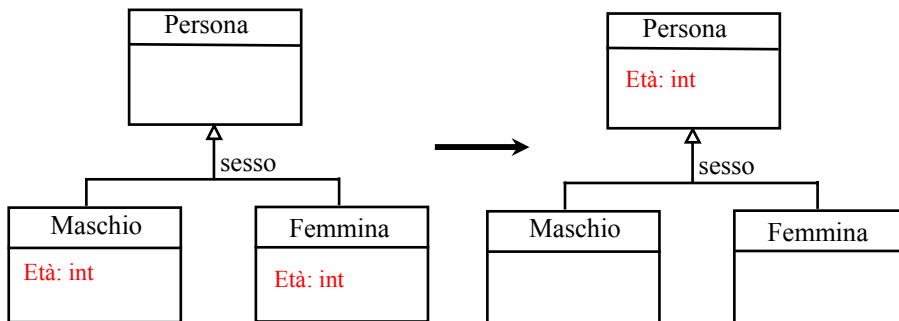 Persona
sesso
Maschio
Età: int
Femmina
Età: int
Persona
Età: int
sesso
Maschio
Femmina